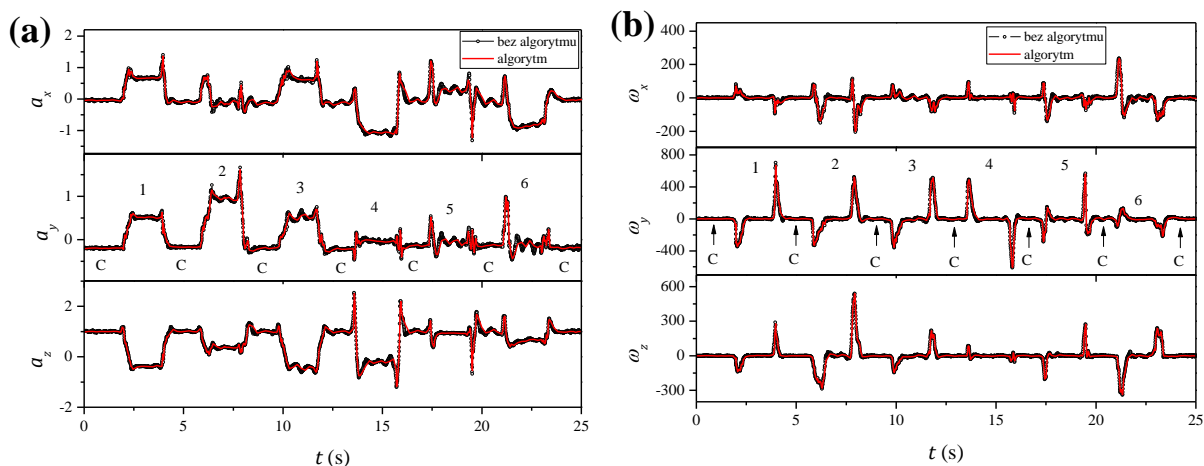 (a)
bez algorytmu
algorytm
2
1
0
-1
a_x
1 2 3 4 5 6
1
0
a_y
C C C C C C C
2
0
-2
a_z
0 5 10 15 20 25
t (s)
(b)
bez algorytmu
algorytm
400
200
0
-200
ω_x
1 2 3 4 5 6
800
400
0
-400
ω_y
C C C C C C C
600
300
0
-300
ω_z
0 5 10 15 20 25
t (s)